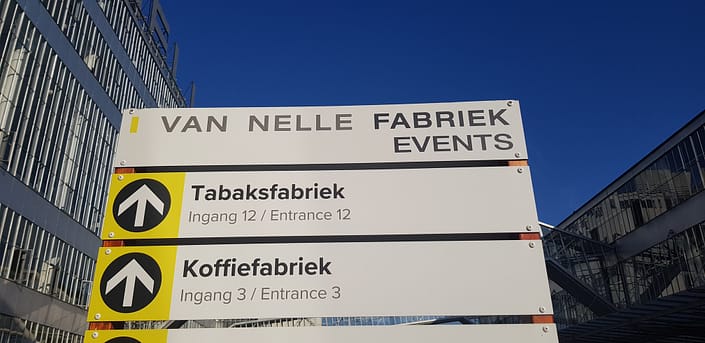 VAN NELLE FABRIEK
EVENTS
Tabaksfabriek
Ingang 12 / Entrance 12
Koffiefabriek
Ingang 3 / Entrance 3